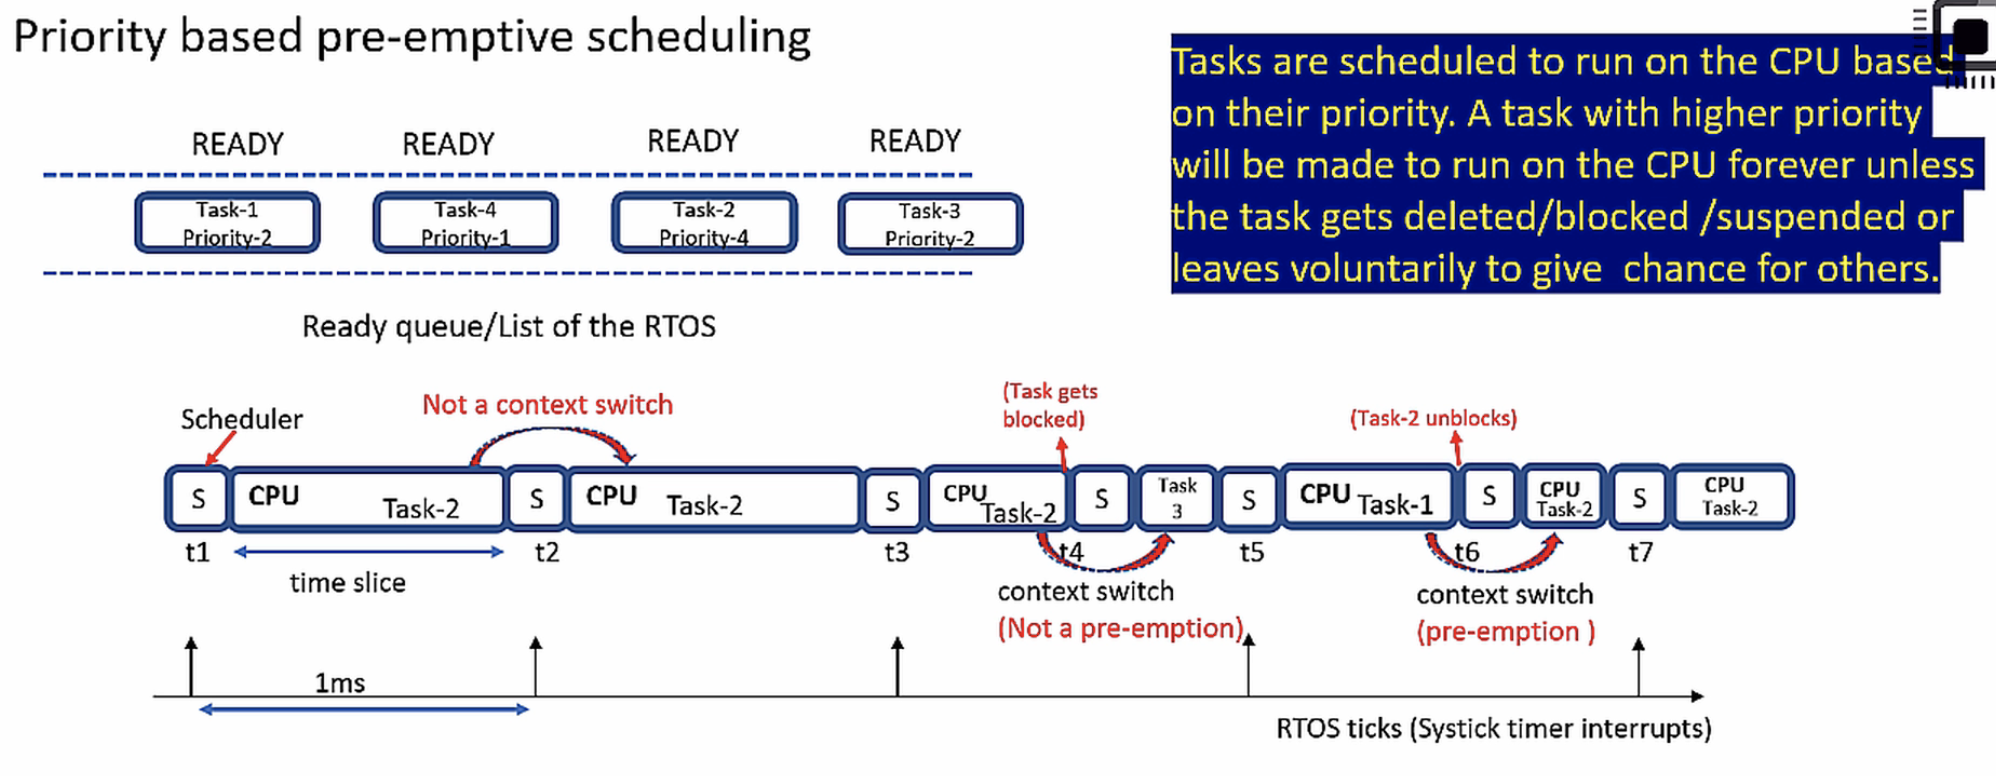 Priority based pre-emptive scheduling
Tasks are scheduled to run on the CPU based
on their priority. A task with higher priority
will be made to run on the CPU forever unless
the task gets deleted/blocked /suspended or
leaves voluntarily to give chance for others.
READY
READY
READY
READY
Task-1
Priority-2
Task-4
Priority-1
Task-2
Priority-4
Task-3
Priority-2
Ready queue/List of the RTOS
Scheduler
Not a context switch
(Task gets
blocked)
(Task-2 unblocks)
S
CPU
Task-2
S
CPU
Task-2
S
CPU
Task-2
S
Task
3
S
CPU
Task-1
S
CPU
Task-2
S
CPU
Task-2
t1
t2
t3
t4
t5
t6
t7
time slice
context switch
(Not a pre-emption)
context switch
(pre-emption )
1ms
RTOS ticks (Systick timer interrupts)